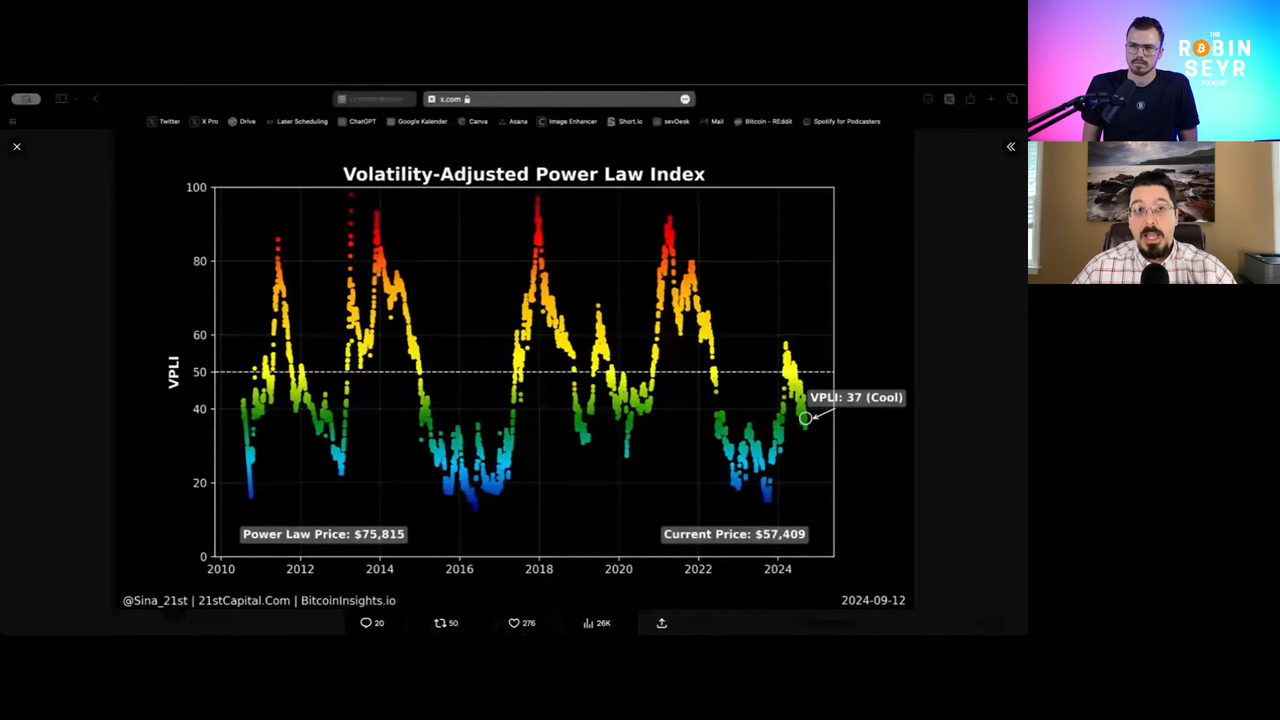 THE
ROBIN
SEYR
PODCAST
x.com
Twitter
X Pro
Drive
Later Scheduling
ChatGPT
Google Kalender
Canva
Asana
Image Enhancer
Short.io
sevDesk
Mail
Bitcoin - REddit
Spotify for Podcasters
Volatility-Adjusted Power Law Index
100
80
60
50
40
20
0
VPLI
VPLI: 37 (Cool)
Power Law Price: $75,815
Current Price: $57,409
2010 2012 2014 2016 2018 2020 2022 2024
@Sina_21st | 21stCapital.Com | BitcoinInsights.io
2024-09-12
20 50 276 26K